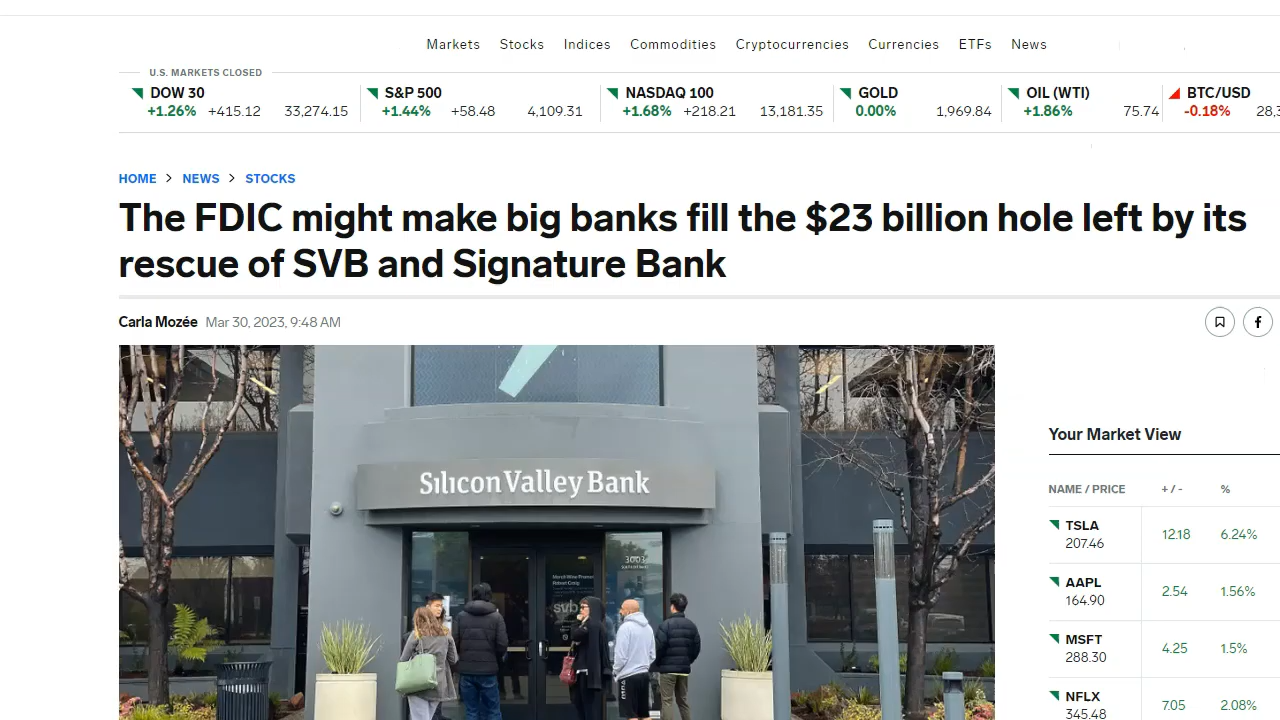 Markets Stocks Indices Commodities Cryptocurrencies Currencies ETFs News
U.S. MARKETS CLOSED
DOW 30 S&P 500 NASDAQ 100 GOLD OIL (WTI) BTC/USD
+1.26% +415.12 33,274.15 +1.44% +58.48 4,109.31 +1.68% +218.21 13,181.35 0.00% 1,969.84 +1.86% 75.74 -0.18% 28,3
HOME > NEWS > STOCKS
The FDIC might make big banks fill the $23 billion hole left by its
rescue of SVB and Signature Bank
Carla Mozée Mar 30, 2023, 9:48 AM
Silicon Valley Bank
3003
svb
Your Market View
NAME / PRICE + / - %
TSLA
207.46 12.18 6.24%
AAPL
164.90 2.54 1.56%
MSFT
288.30 4.25 1.5%
NFLX
345.48 7.05 2.08%